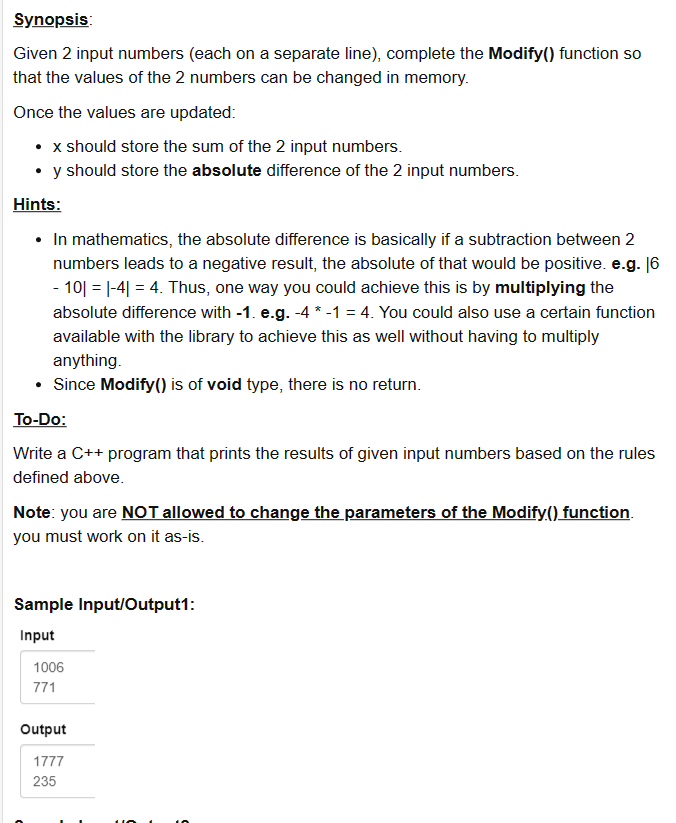 Synopsis:
Given 2 input numbers (each on a separate line), complete the Modify() function so
that the values of the 2 numbers can be changed in memory.
Once the values are updated:
• x should store the sum of the 2 input numbers.
• y should store the absolute difference of the 2 input numbers.
Hints:
• In mathematics, the absolute difference is basically if a subtraction between 2
numbers leads to a negative result, the absolute of that would be positive. e.g. |6
- 10| = |-4| = 4. Thus, one way you could achieve this is by multiplying the
absolute difference with -1. e.g. -4 * -1 = 4. You could also use a certain function
available with the library to achieve this as well without having to multiply
anything.
• Since Modify() is of void type, there is no return.
To-Do:
Write a C++ program that prints the results of given input numbers based on the rules
defined above.
Note: you are NOT allowed to change the parameters of the Modify() function.
you must work on it as-is.
Sample Input/Output1:
Input
1006
771
Output
1777
235